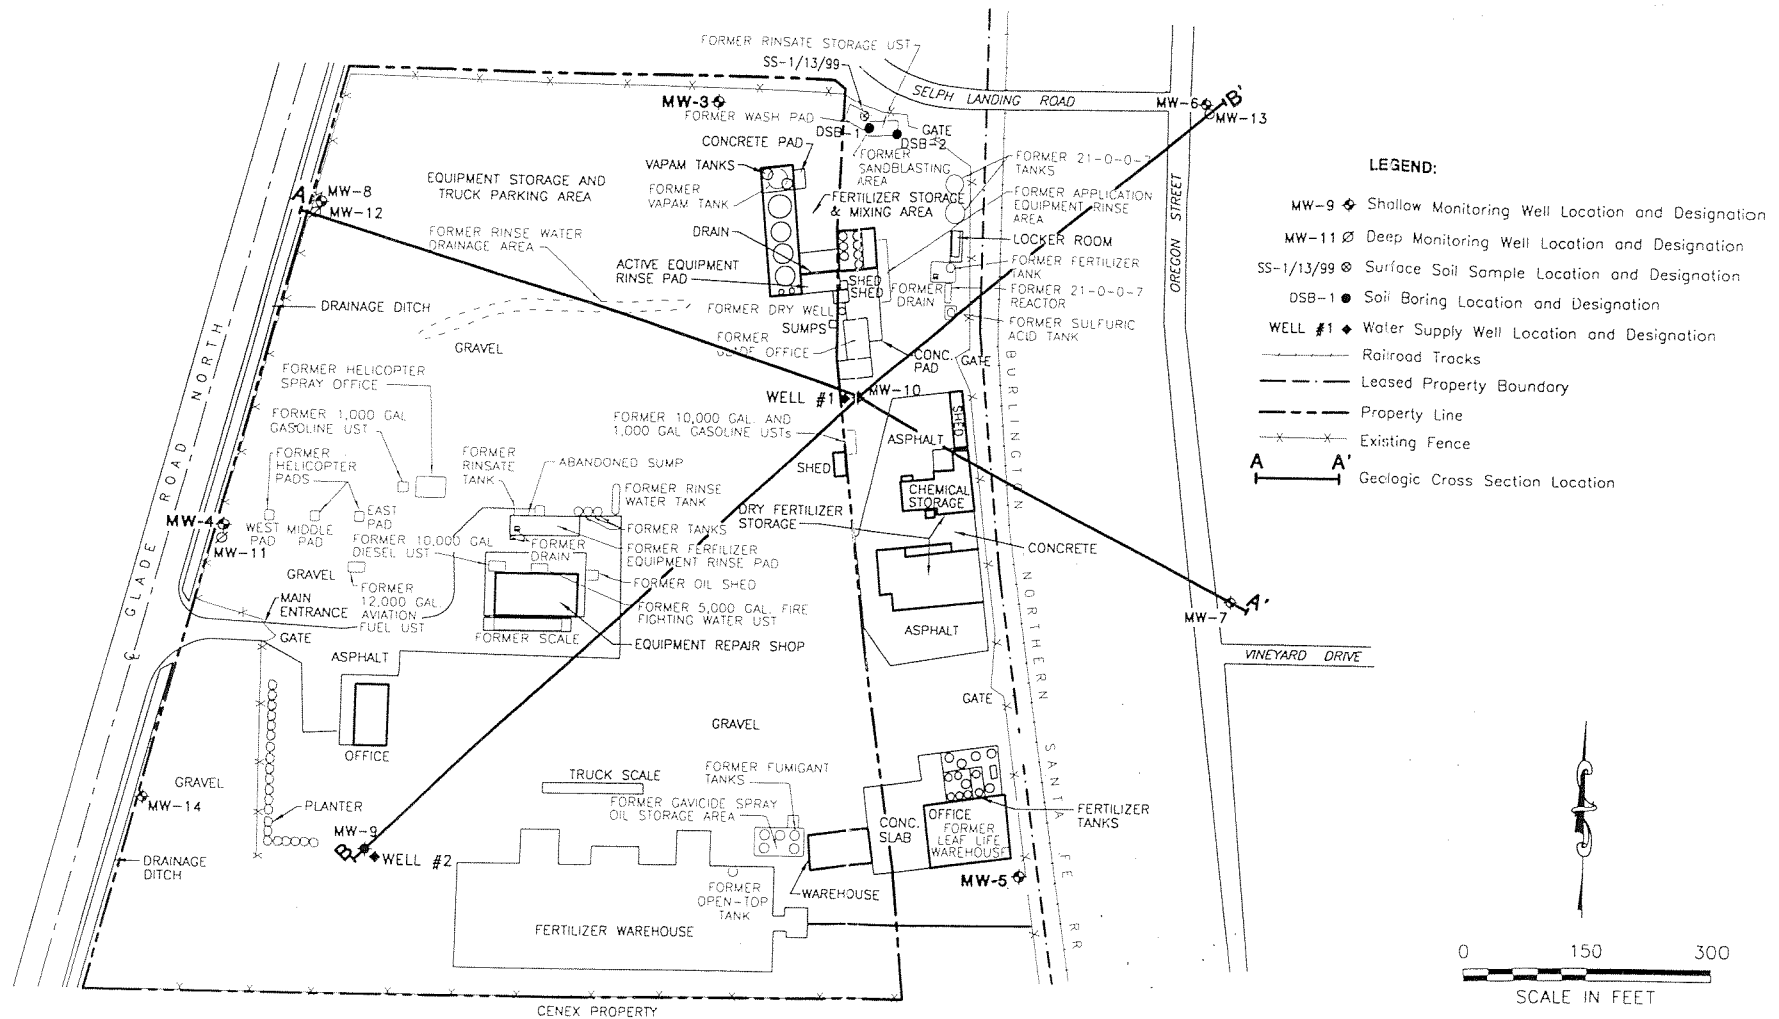 FORMER RINSATE STORAGE UST
SS-1/13/99
SELPH LANDING ROAD
MW-3
FORMER WASH PAD
DSB-1
DSB-2
GATE
MW-6
B'
MW-13
CONCRETE PAD
VAPAM TANKS
FORMER
VAPAM TANK
FORMER
SANDBLASTING
AREA
FORMER 21-0-0-7
TANKS
FERTILIZER STORAGE
& MIXING AREA
FORMER APPLICATION
EQUIPMENT RINSE
AREA
EQUIPMENT STORAGE AND
TRUCK PARKING AREA
A
MW-8
MW-12
FORMER RINSE WATER
DRAINAGE AREA
DRAIN
ACTIVE EQUIPMENT
RINSE PAD
SHED
SHED
LOCKER ROOM
FORMER FERTILIZER
TANK
FORMER
DRAIN
FORMER 21-0-0-7
REACTOR
FORMER SULFURIC
ACID TANK
OREGON STREET
DRAINAGE DITCH
FORMER DRY WELL
SUMPS
FORMER
OFFICE
CONC.
PAD
GATE
GRAVEL
GLADE ROAD NORTH
FORMER HELICOPTER
SPRAY OFFICE
FORMER 1,000 GAL
GASOLINE UST
WELL #1
MW-10
FORMER 10,000 GAL. AND
1,000 GAL GASOLINE USTs
SHED
ASPHALT
SHED
FORMER
HELICOPTER
PADS
FORMER
RINSATE
TANK
ABANDONED SUMP
FORMER RINSE
WATER TANK
CHEMICAL
STORAGE
DRY FERTILIZER
STORAGE
MW-4
MW-11
WEST
PAD
MIDDLE
PAD
EAST
PAD
FORMER 10,000 GAL
DIESEL UST
FORMER
DRAIN
FORMER TANKS
FORMER FERFILIZER
EQUIPMENT RINSE PAD
CONCRETE
GRAVEL
FORMER
12,000 GAL
AVIATION
FUEL UST
FORMER OIL SHED
FORMER 5,000 GAL. FIRE
FIGHTING WATER UST
MAIN
ENTRANCE
GATE
FORMER SCALE
EQUIPMENT REPAIR SHOP
ASPHALT
ASPHALT
BURLINGTON NORTHERN SANTA FE RR
MW-7
A'
VINEYARD DRIVE
OFFICE
GATE
GRAVEL
GRAVEL
MW-14
PLANTER
TRUCK SCALE
FORMER FUMIGANT
TANKS
FORMER GAVICIDE SPRAY
OIL STORAGE AREA
CONC.
SLAB
OFFICE
FORMER
LEAF LIFE
WAREHOUSE
FERTILIZER
TANKS
MW-9
B
WELL #2
DRAINAGE
DITCH
MW-5
FORMER
OPEN-TOP
TANK
WAREHOUSE
FERTILIZER WAREHOUSE
CENEX PROPERTY
LEGEND:
MW-9 Shallow Monitoring Well Location and Designation
MW-11 Deep Monitoring Well Location and Designation
SS-1/13/99 Surface Soil Sample Location and Designation
DSB-1 Soil Boring Location and Designation
WELL #1 Water Supply Well Location and Designation
Railroad Tracks
Leased Property Boundary
Property Line
Existing Fence
A A' Geologic Cross Section Location
0 150 300
SCALE IN FEET